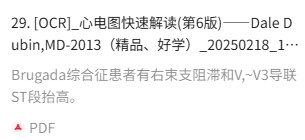 29. [OCR]_心电图快速解读(第6版)——Dale D
ubin,MD-2013（精品、好学）_20250218_1…
Brugada综合征患者有右束支阻滞和V,~V3导联
ST段抬高。
PDF